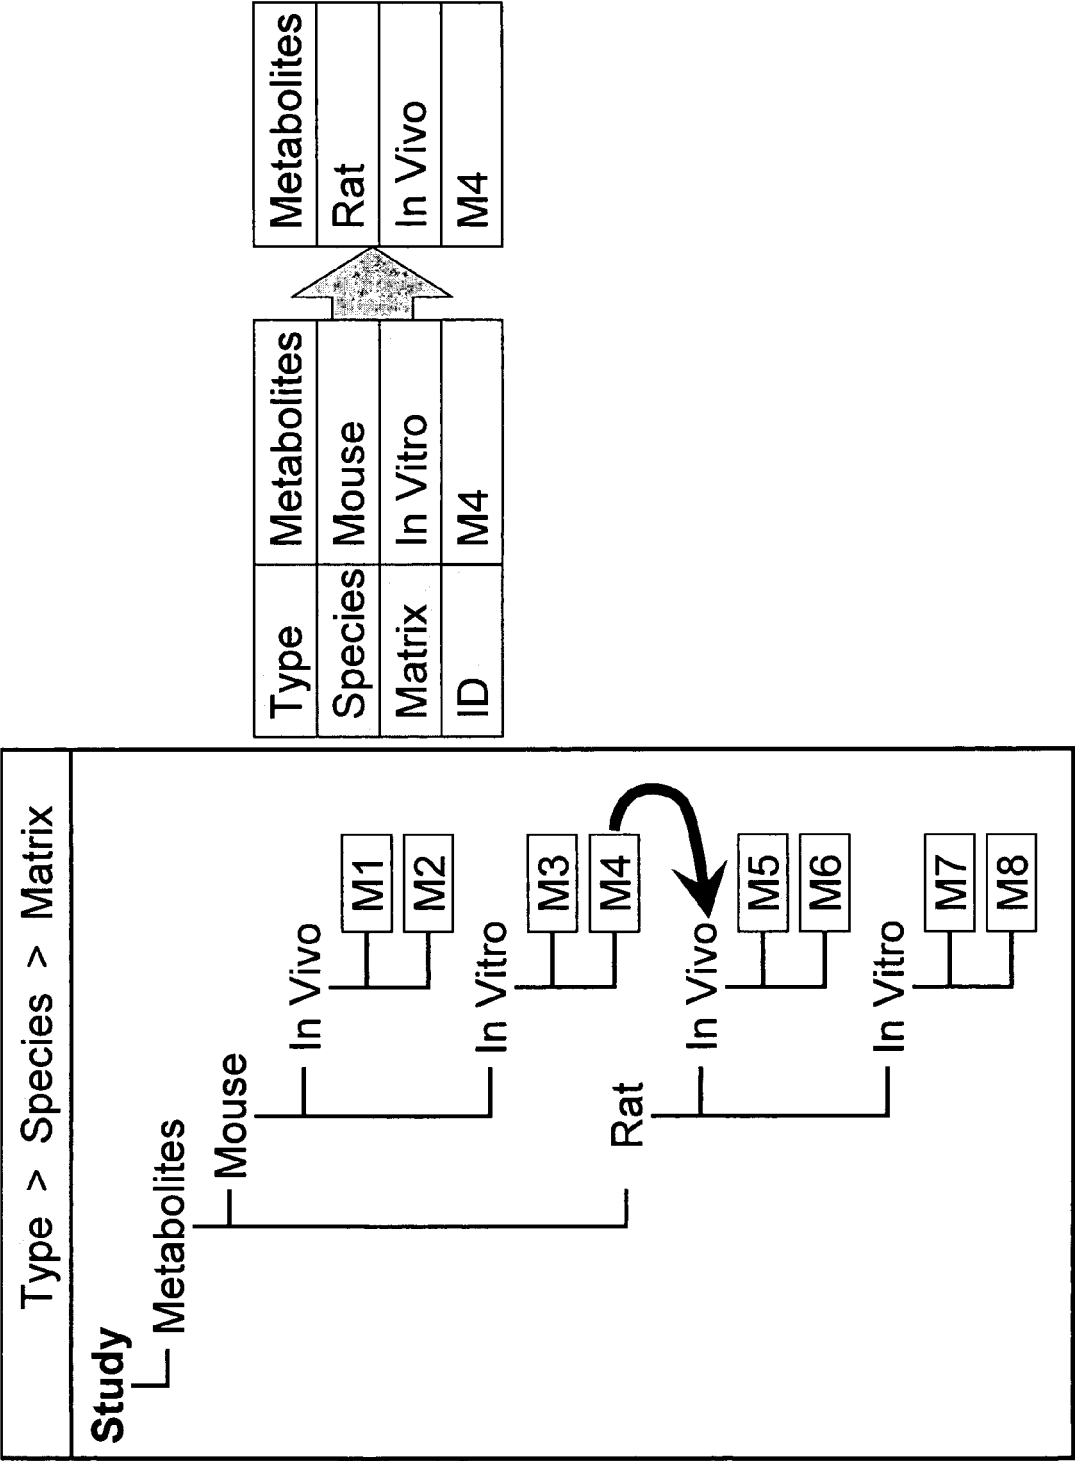 Type > Species > Matrix
Study
Metabolites
Mouse
In Vivo
M1
M2
In Vitro
M3
M4
Rat
In Vivo
M5
M6
In Vitro
M7
M8
Type Metabolites Metabolites
Species Mouse Rat
Matrix In Vitro In Vivo
ID M4 M4